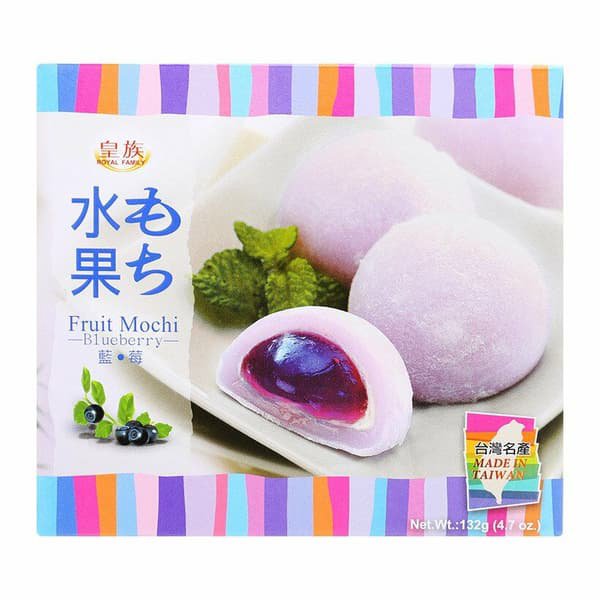 皇族
ROYAL FAMILY
もち
水果
Fruit Mochi
Blueberry
藍•莓
台灣名產
MADE IN
TAIWAN
Net.Wt.:132g (4.7 oz.)